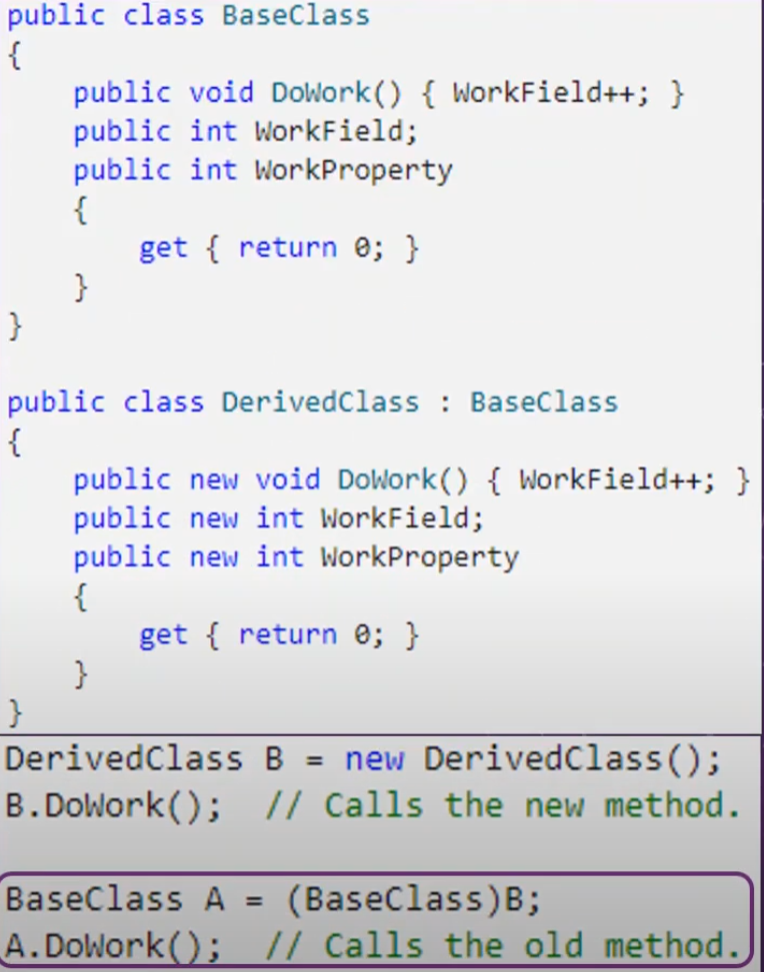 public class BaseClass
{
    public void DoWork() { WorkField++; }
    public int WorkField;
    public int WorkProperty
    {
        get { return 0; }
    }
}

public class DerivedClass : BaseClass
{
    public new void DoWork() { WorkField++; }
    public new int WorkField;
    public new int WorkProperty
    {
        get { return 0; }
    }
}
DerivedClass B = new DerivedClass();
B.DoWork();  // Calls the new method.

BaseClass A = (BaseClass)B;
A.DoWork();  // Calls the old method.